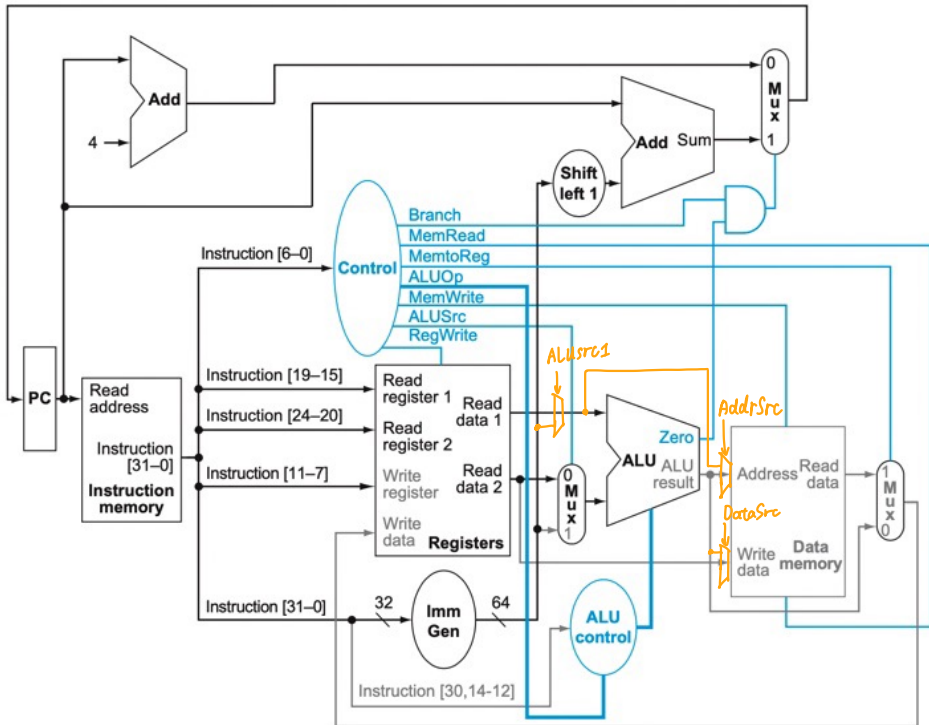 Add
4
Add Sum
0
Mux
1
Shift
left 1
Branch
MemRead
MemtoReg
ALUOp
MemWrite
ALUSrc
RegWrite
Control
Instruction [6–0]
PC
Read
address
Instruction
[31–0]
Instruction
memory
Instruction [19–15]
Instruction [24–20]
Instruction [11–7]
Instruction [31–0]
Read
register 1
Read
register 2
Write
register
Write
data
Read
data 1
Read
data 2
Registers
ALUsrc1
0
Mux
1
ALU
Zero
ALU
result
AddrSrc
DataSrc
Address
Read
data
Write
data
Data
memory
1
Mux
0
32
Imm
Gen
64
ALU
control
Instruction [30,14-12]